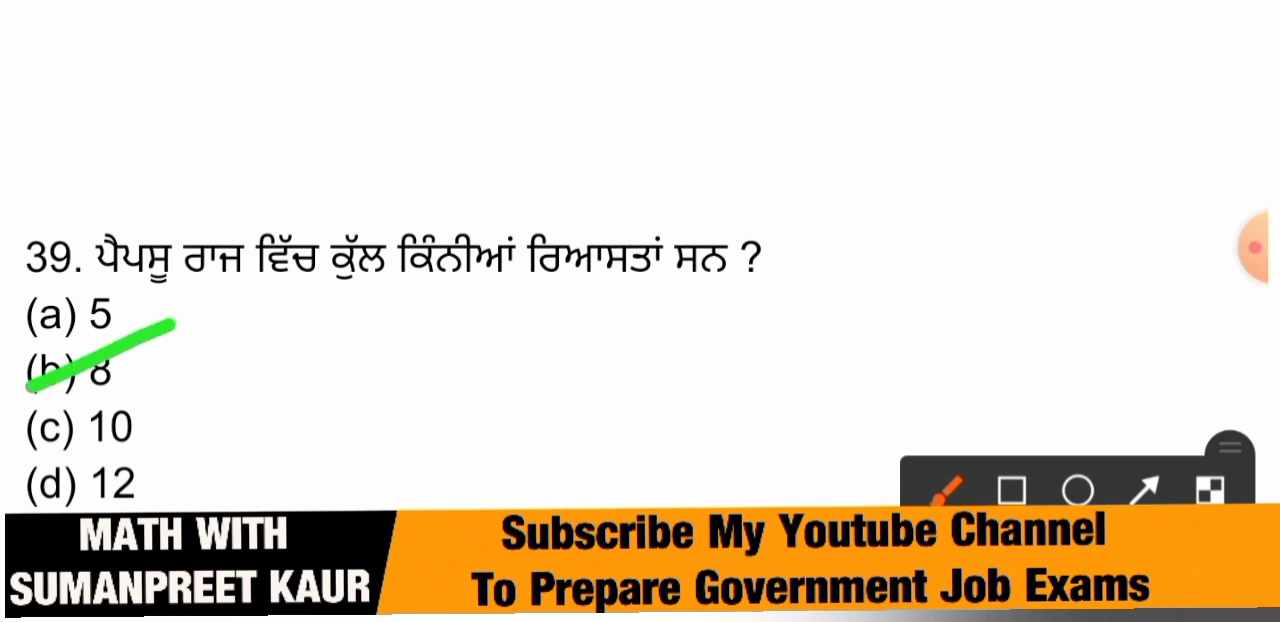 39. ਪੈਪਸੂ ਰਾਜ ਵਿੱਚ ਕੁੱਲ ਕਿੰਨੀਆਂ ਰਿਆਸਤਾਂ ਸਨ ?
(a) 5
(b) 8
(c) 10
(d) 12
MATH WITH
SUMANPREET KAUR
Subscribe My Youtube Channel
To Prepare Government Job Exams